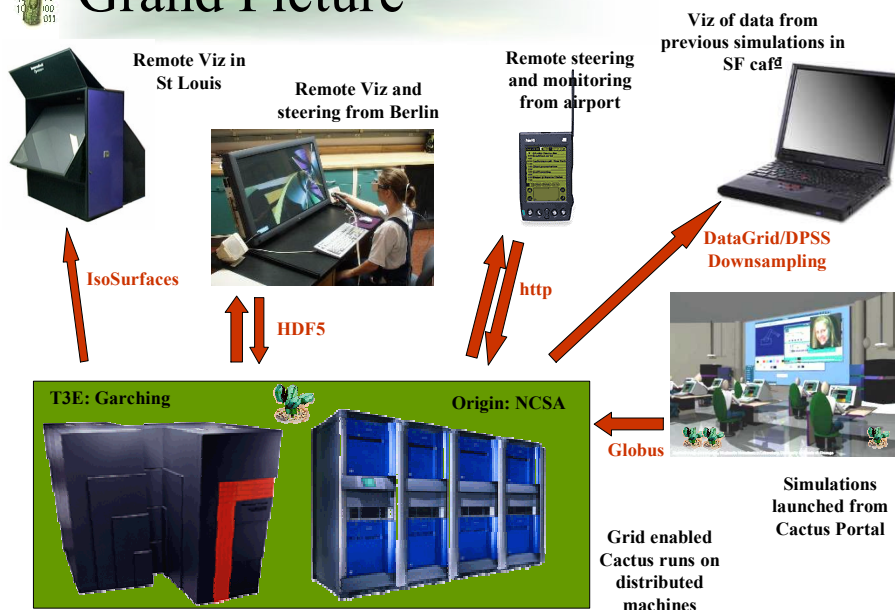 Grand Picture
Viz of data from
previous simulations in
SF caf₫
Remote Viz in
St Louis
Remote Viz and
steering from Berlin
Remote steering
and monitoring
from airport
IsoSurfaces
HDF5
http
DataGrid/DPSS
Downsampling
T3E: Garching
Origin: NCSA
Globus
Simulations
launched from
Cactus Portal
Grid enabled
Cactus runs on
distributed
machines